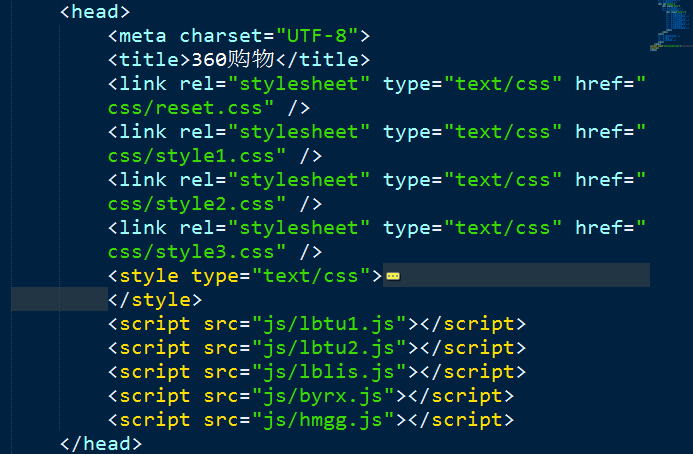 <head>
<meta charset="UTF-8">
<title>360购物</title>
<link rel="stylesheet" type="text/css" href="
css/reset.css" />
<link rel="stylesheet" type="text/css" href="
css/style1.css" />
<link rel="stylesheet" type="text/css" href="
css/style2.css" />
<link rel="stylesheet" type="text/css" href="
css/style3.css" />
<style type="text/css">
</style>
<script src="js/lbtu1.js"></script>
<script src="js/lbtu2.js"></script>
<script src="js/lblis.js"></script>
<script src="js/byrx.js"></script>
<script src="js/hmgg.js"></script>
</head>